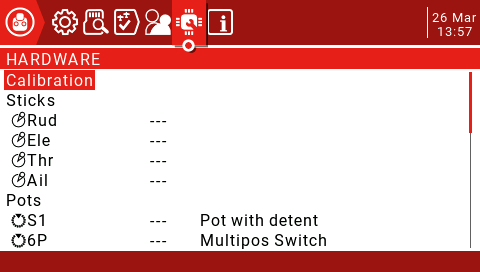 26 Mar
13:57
HARDWARE
Calibration
Sticks
Rud ---
Ele ---
Thr ---
Ail ---
Pots
S1 --- Pot with detent
6P --- Multipos Switch